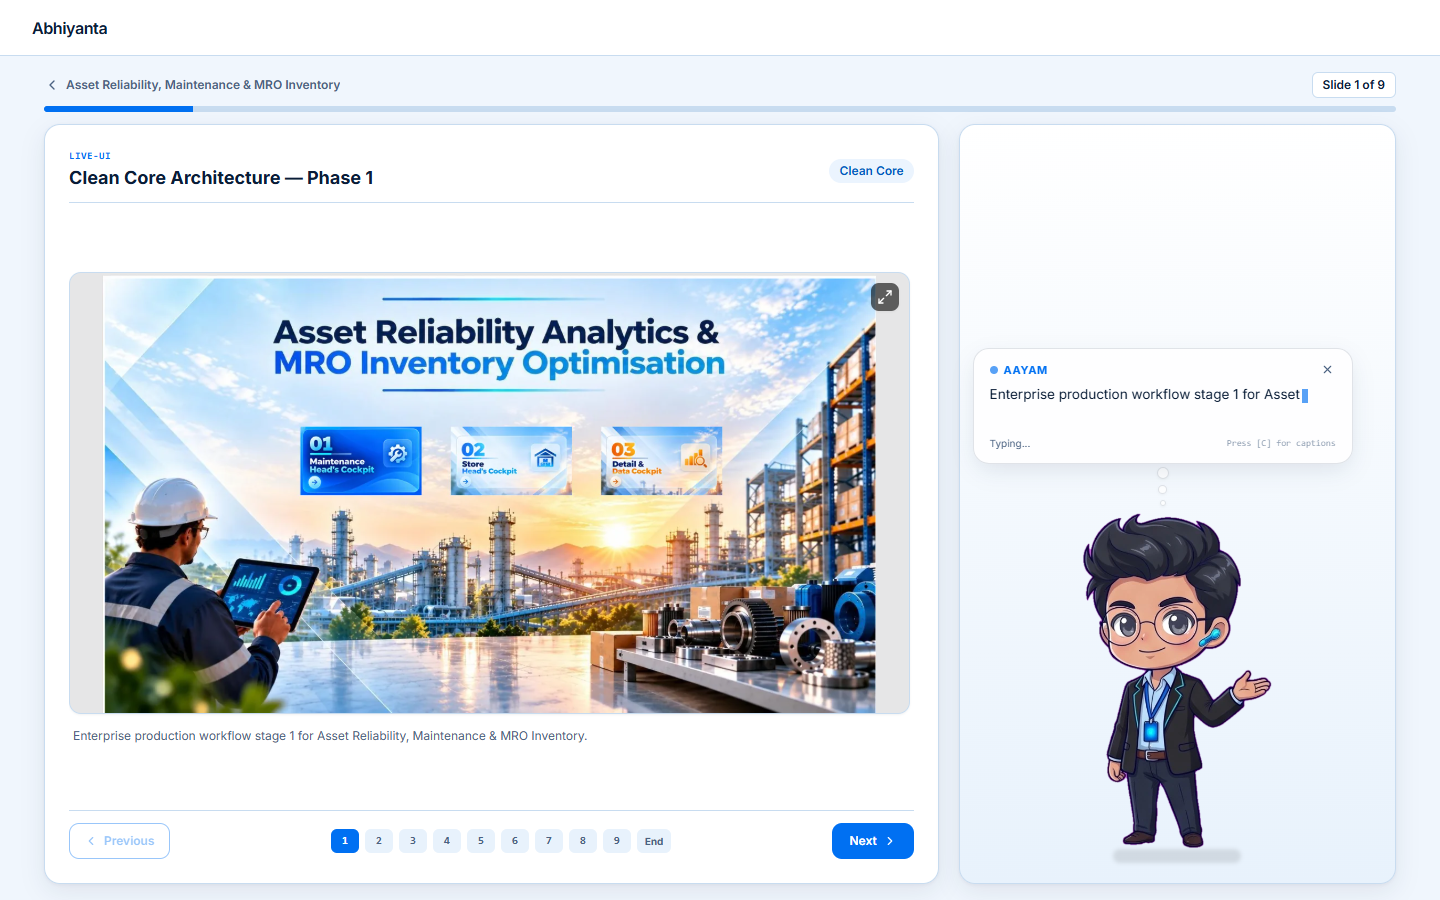 Abhiyanta
Asset Reliability, Maintenance & MRO Inventory
Slide 1 of 9
LIVE-UI
Clean Core Architecture — Phase 1
Clean Core
Asset Reliability Analytics &
MRO Inventory Optimisation
01
Maintenance
Head's Cockpit
02
Store
Head's Cockpit
03
Detail &
Data Cockpit
Enterprise production workflow stage 1 for Asset Reliability, Maintenance & MRO Inventory.
Previous
1 2 3 4 5 6 7 8 9 End
Next
AAYAM
Enterprise production workflow stage 1 for Asset
Typing...
Press [C] for captions